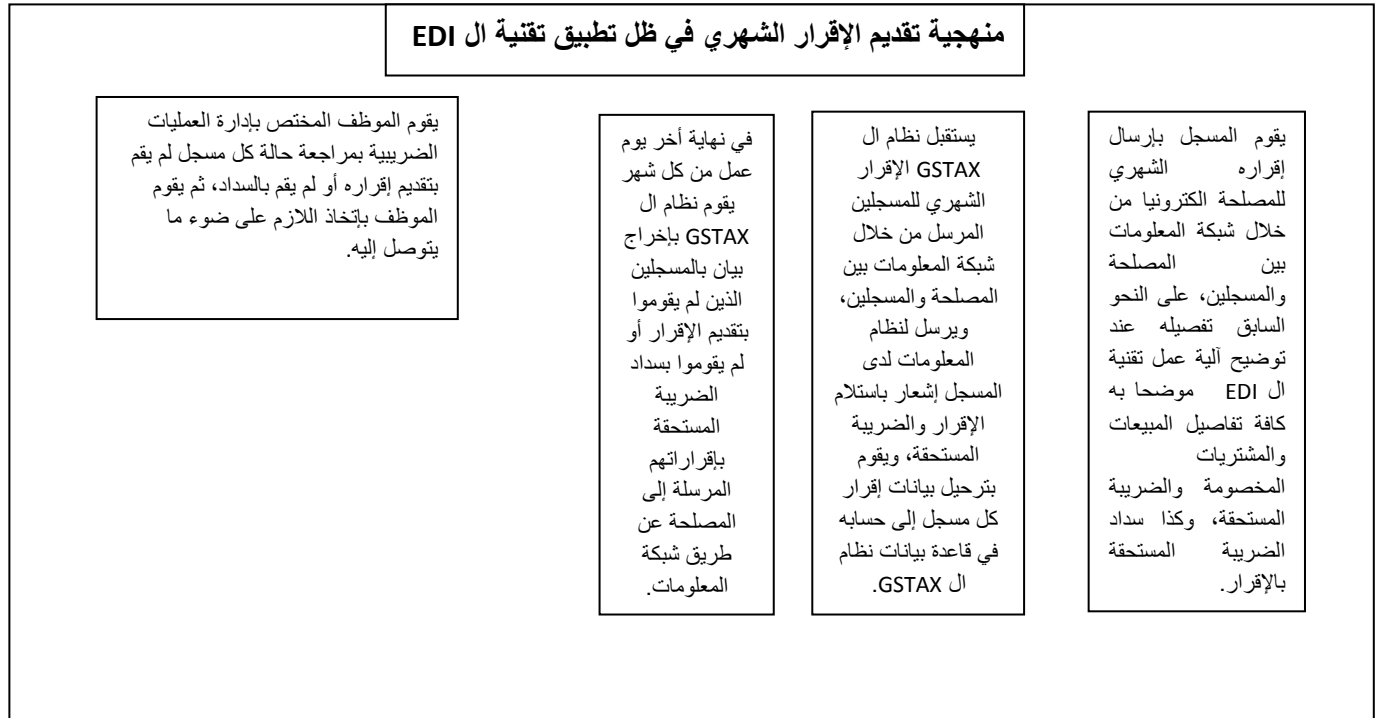 منهجية تقديم الإقرار الشهري في ظل تطبيق تقنية ال EDI
يقوم المسجل بإرسال
إقراره الشهري
للمصلحة الكترونيا من
خلال شبكة المعلومات
بين المصلحة
والمسجلين، على النحو
السابق تفصيله عند
توضيح آلية عمل تقنية
ال EDI موضحا به
كافة تفاصيل المبيعات
والمشتريات
المخصومة والضريبة
المستحقة، وكذا سداد
الضريبة المستحقة
بالإقرار.
يستقبل نظام ال
GSTAX الإقرار
الشهري للمسجلين
المرسل من خلال
شبكة المعلومات بين
المصلحة والمسجلين،
ويرسل لنظام
المعلومات لدى
المسجل إشعار باستلام
الإقرار والضريبة
المستحقة، ويقوم
بترحيل بيانات إقرار
كل مسجل إلى حسابه
في قاعدة بيانات نظام
ال GSTAX.
في نهاية أخر يوم
عمل من كل شهر
يقوم نظام ال
GSTAX بإخراج
بيان بالمسجلين
الذين لم يقوموا
بتقديم الإقرار أو
لم يقوموا بسداد
الضريبة
المستحقة
بإقراراتهم
المرسلة إلى
المصلحة عن
طريق شبكة
المعلومات.
يقوم الموظف المختص بإدارة العمليات
الضريبية بمراجعة حالة كل مسجل لم يقم
بتقديم إقراره أو لم يقم بالسداد، ثم يقوم
الموظف بإتخاذ اللازم على ضوء ما
يتوصل إليه.